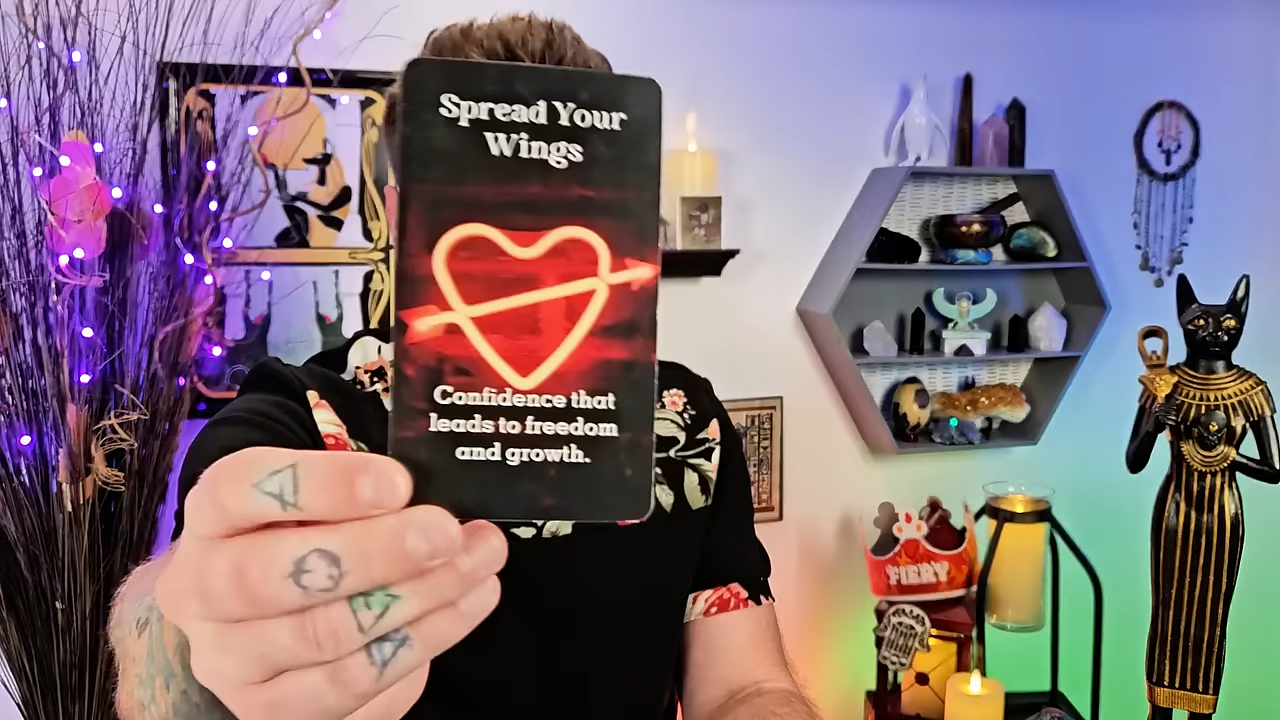 Spread Your
Wings
Confidence that
leads to freedom
and growth.
FIERY